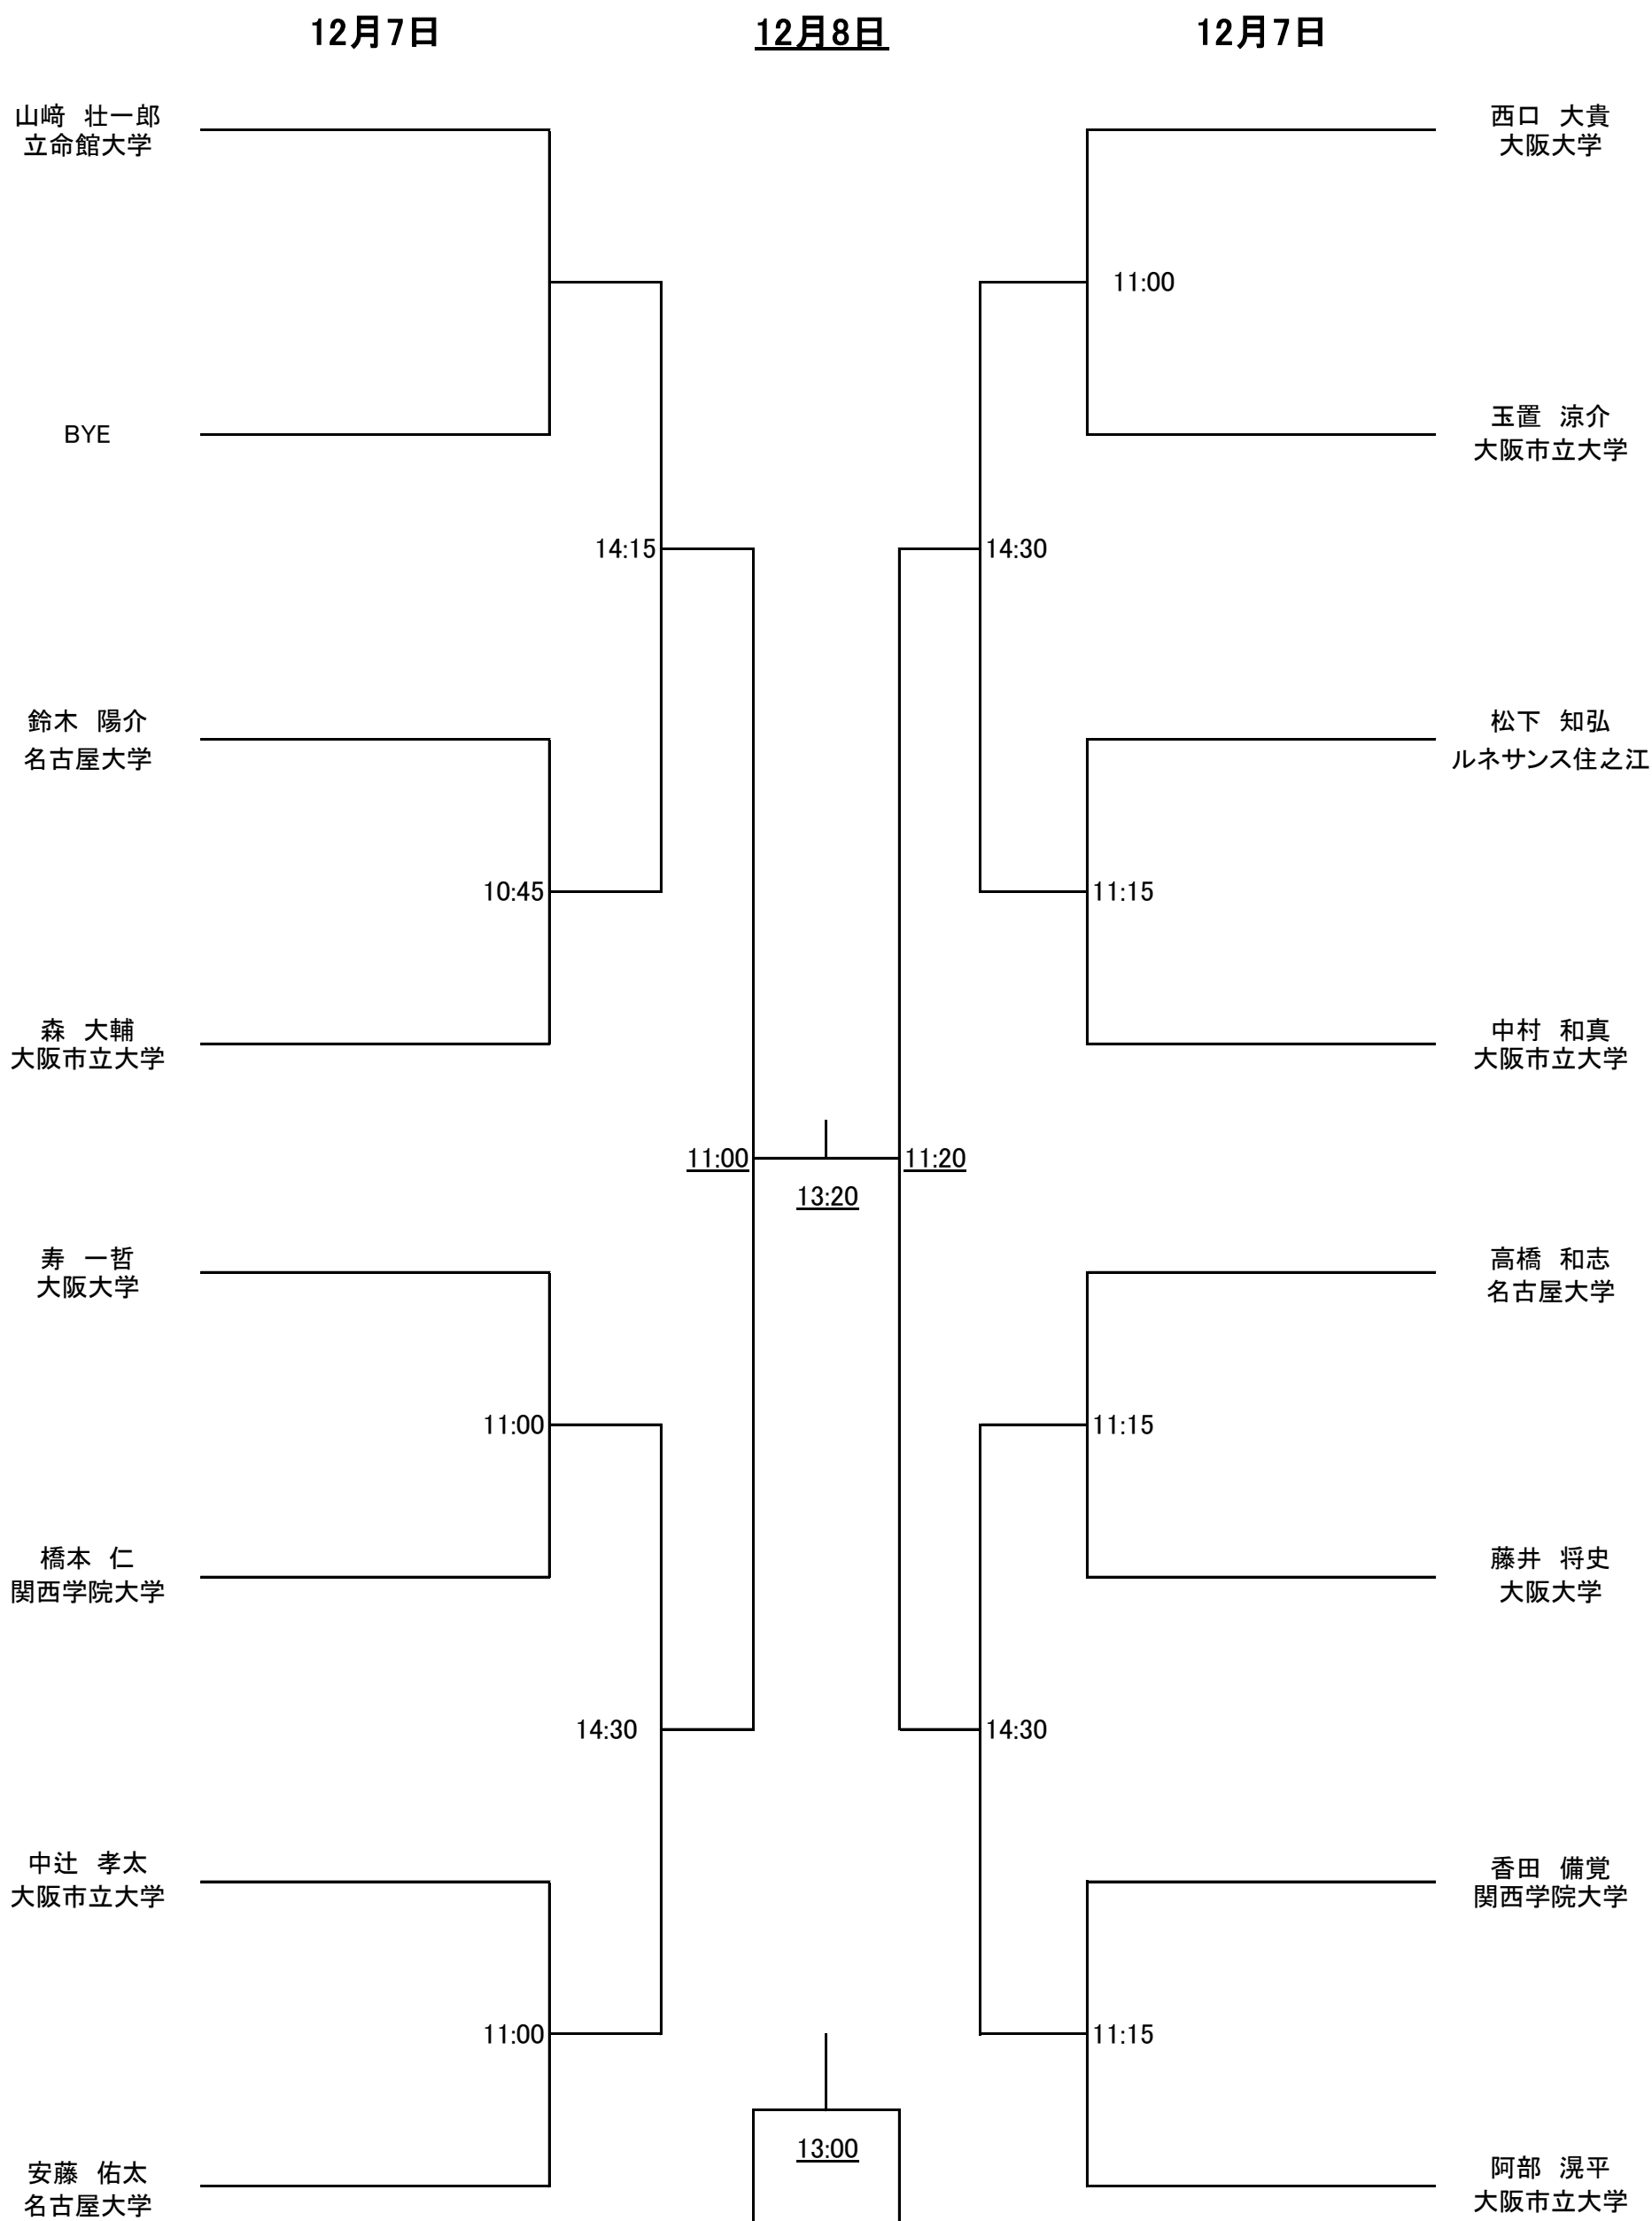 12月7日
12月8日
12月7日
山﨑　壮一郎
立命館大学
西口　大貴
大阪大学
11:00
BYE
玉置　涼介
大阪市立大学
14:15
14:30
鈴木　陽介
名古屋大学
松下　知弘
ルネサンス住之江
10:45
11:15
森　大輔
大阪市立大学
中村　和真
大阪市立大学
11:00
11:20
13:20
寿　一哲
大阪大学
高橋　和志
名古屋大学
11:00
11:15
橋本　仁
関西学院大学
藤井　将史
大阪大学
14:30
14:30
中辻　孝太
大阪市立大学
香田　備覚
関西学院大学
11:00
11:15
13:00
安藤　佑太
名古屋大学
阿部　滉平
大阪市立大学